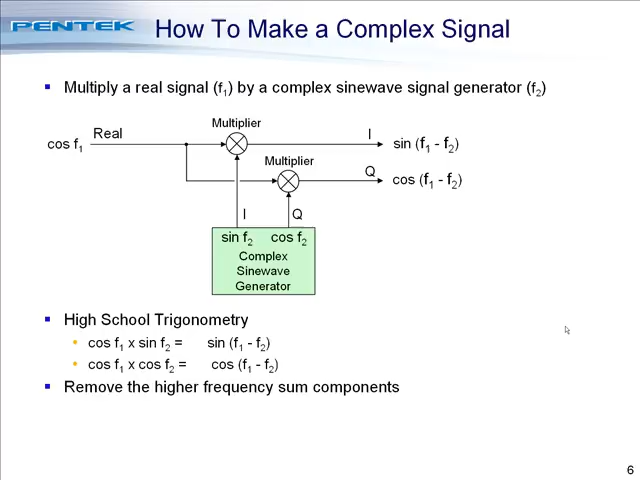 PENTEK
How To Make a Complex Signal
▪ Multiply a real signal (f₁) by a complex sinewave signal generator (f₂)
Multiplier
cos f₁
Real
I
sin (f₁ - f₂)
Multiplier
Q
cos (f₁ - f₂)
I
Q
sin f₂ cos f₂
Complex
Sinewave
Generator
▪ High School Trigonometry
• cos f₁ x sin f₂ = sin (f₁ - f₂)
• cos f₁ x cos f₂ = cos (f₁ - f₂)
▪ Remove the higher frequency sum components
6